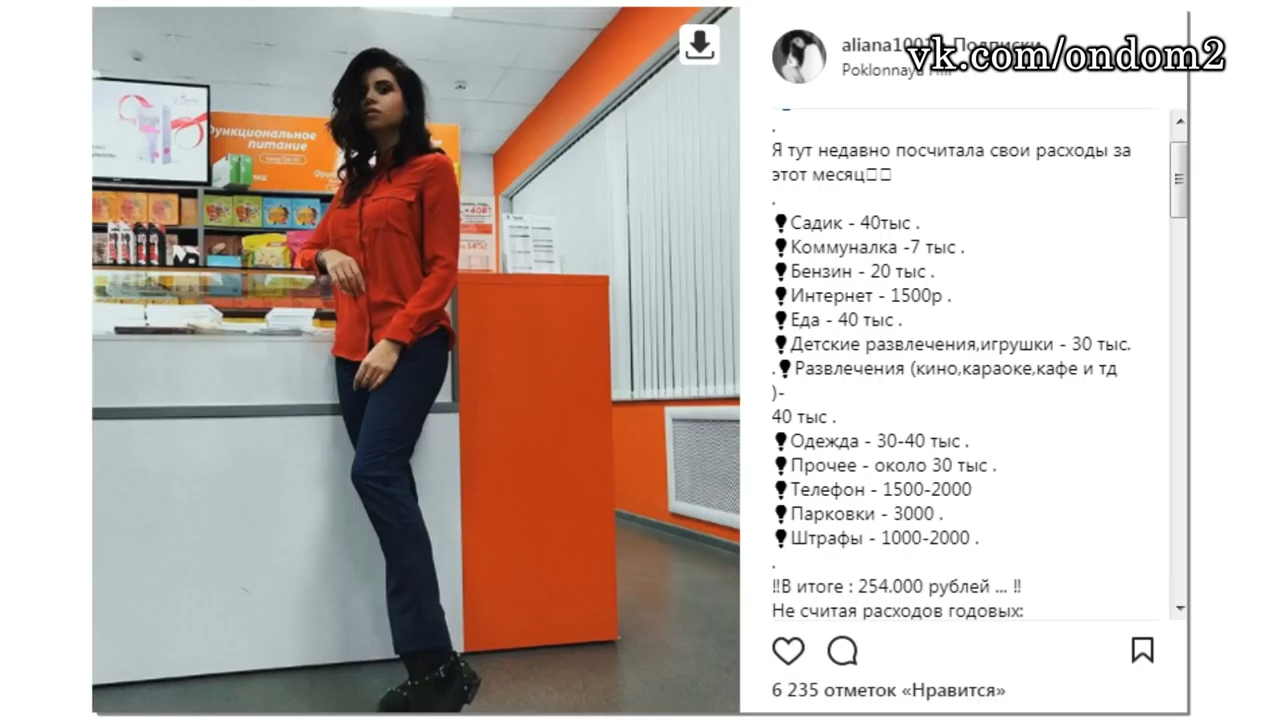 vk.com/ondom2
Функциональное
питание
Poklonnaya
.
Я тут недавно посчитала свои расходы за
этот месяц
.
❗Садик - 40тыс .
❗Коммуналка -7 тыс .
❗Бензин - 20 тыс .
❗Интернет - 1500р .
❗Еда - 40 тыс .
❗Детские развлечения,игрушки - 30 тыс.
.❗Развлечения (кино,караоке,кафе и тд
)-
40 тыс .
❗Одежда - 30-40 тыс .
❗Прочее - около 30 тыс .
❗Телефон - 1500-2000
❗Парковки - 3000 .
❗Штрафы - 1000-2000 .
.
‼В итоге : 254.000 рублей ... ‼
Не считая расходов годовых:
6 235 отметок «Нравится»